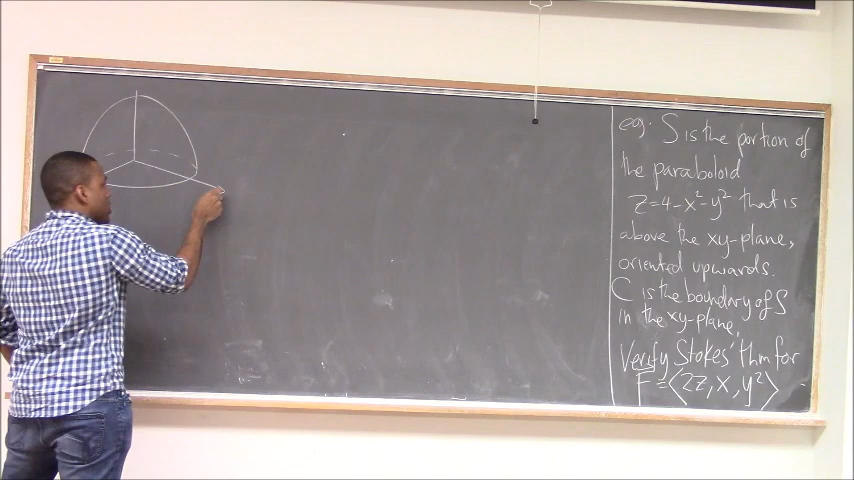 eg. S is the portion of
the paraboloid
z=4-x²-y² that is
above the xy-plane,
oriented upwards.
C is the boundary of S
in the xy-plane,
Verify Stokes' thm for
F = ⟨2z, x, y²⟩